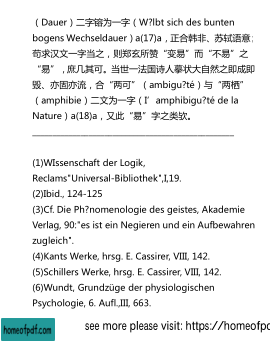 （Dauer）二字镕为一字（W?lbt sich des bunten
bogens Wechseldauer）a(17)a，正合韩非、苏轼语意；
苟求汉文一字当之，则郑玄所赞“变易”而“不易”之
“易”，庶几其可。当世一法国诗人摹状大自然之即成即
毁、亦固亦流，合“两可”（ambigu?té）与“两栖”
（amphibie）二文为一字（I’amphibigu?té de la
Nature）a(18)a，又此“易”字之类欤。
(1)WIssenschaft der Logik,
Reclams"Universal-Bibliothek",I,19.
(2)Ibid., 124-125
(3)Cf. Die Ph?nomenologie des geistes, Akademie
Verlag, 90:"es ist ein Negieren und ein Aufbewahren
zugleich".
(4)Kants Werke, hrsg. E. Cassirer, VIII, 142.
(5)Schillers Werke, hrsg. E. Cassirer, VIII, 142.
(6)Wundt, Grundzüge der physiologischen
Psychologie, 6. Aufl.,III, 663.
homeofpdf.com
see more please visit: https://homeofpd